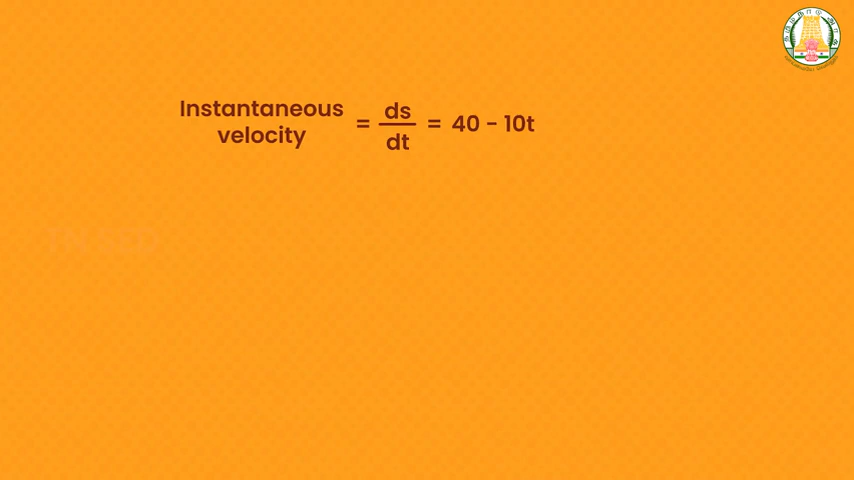 Instantaneous
velocity
= ds/dt = 40 - 10t